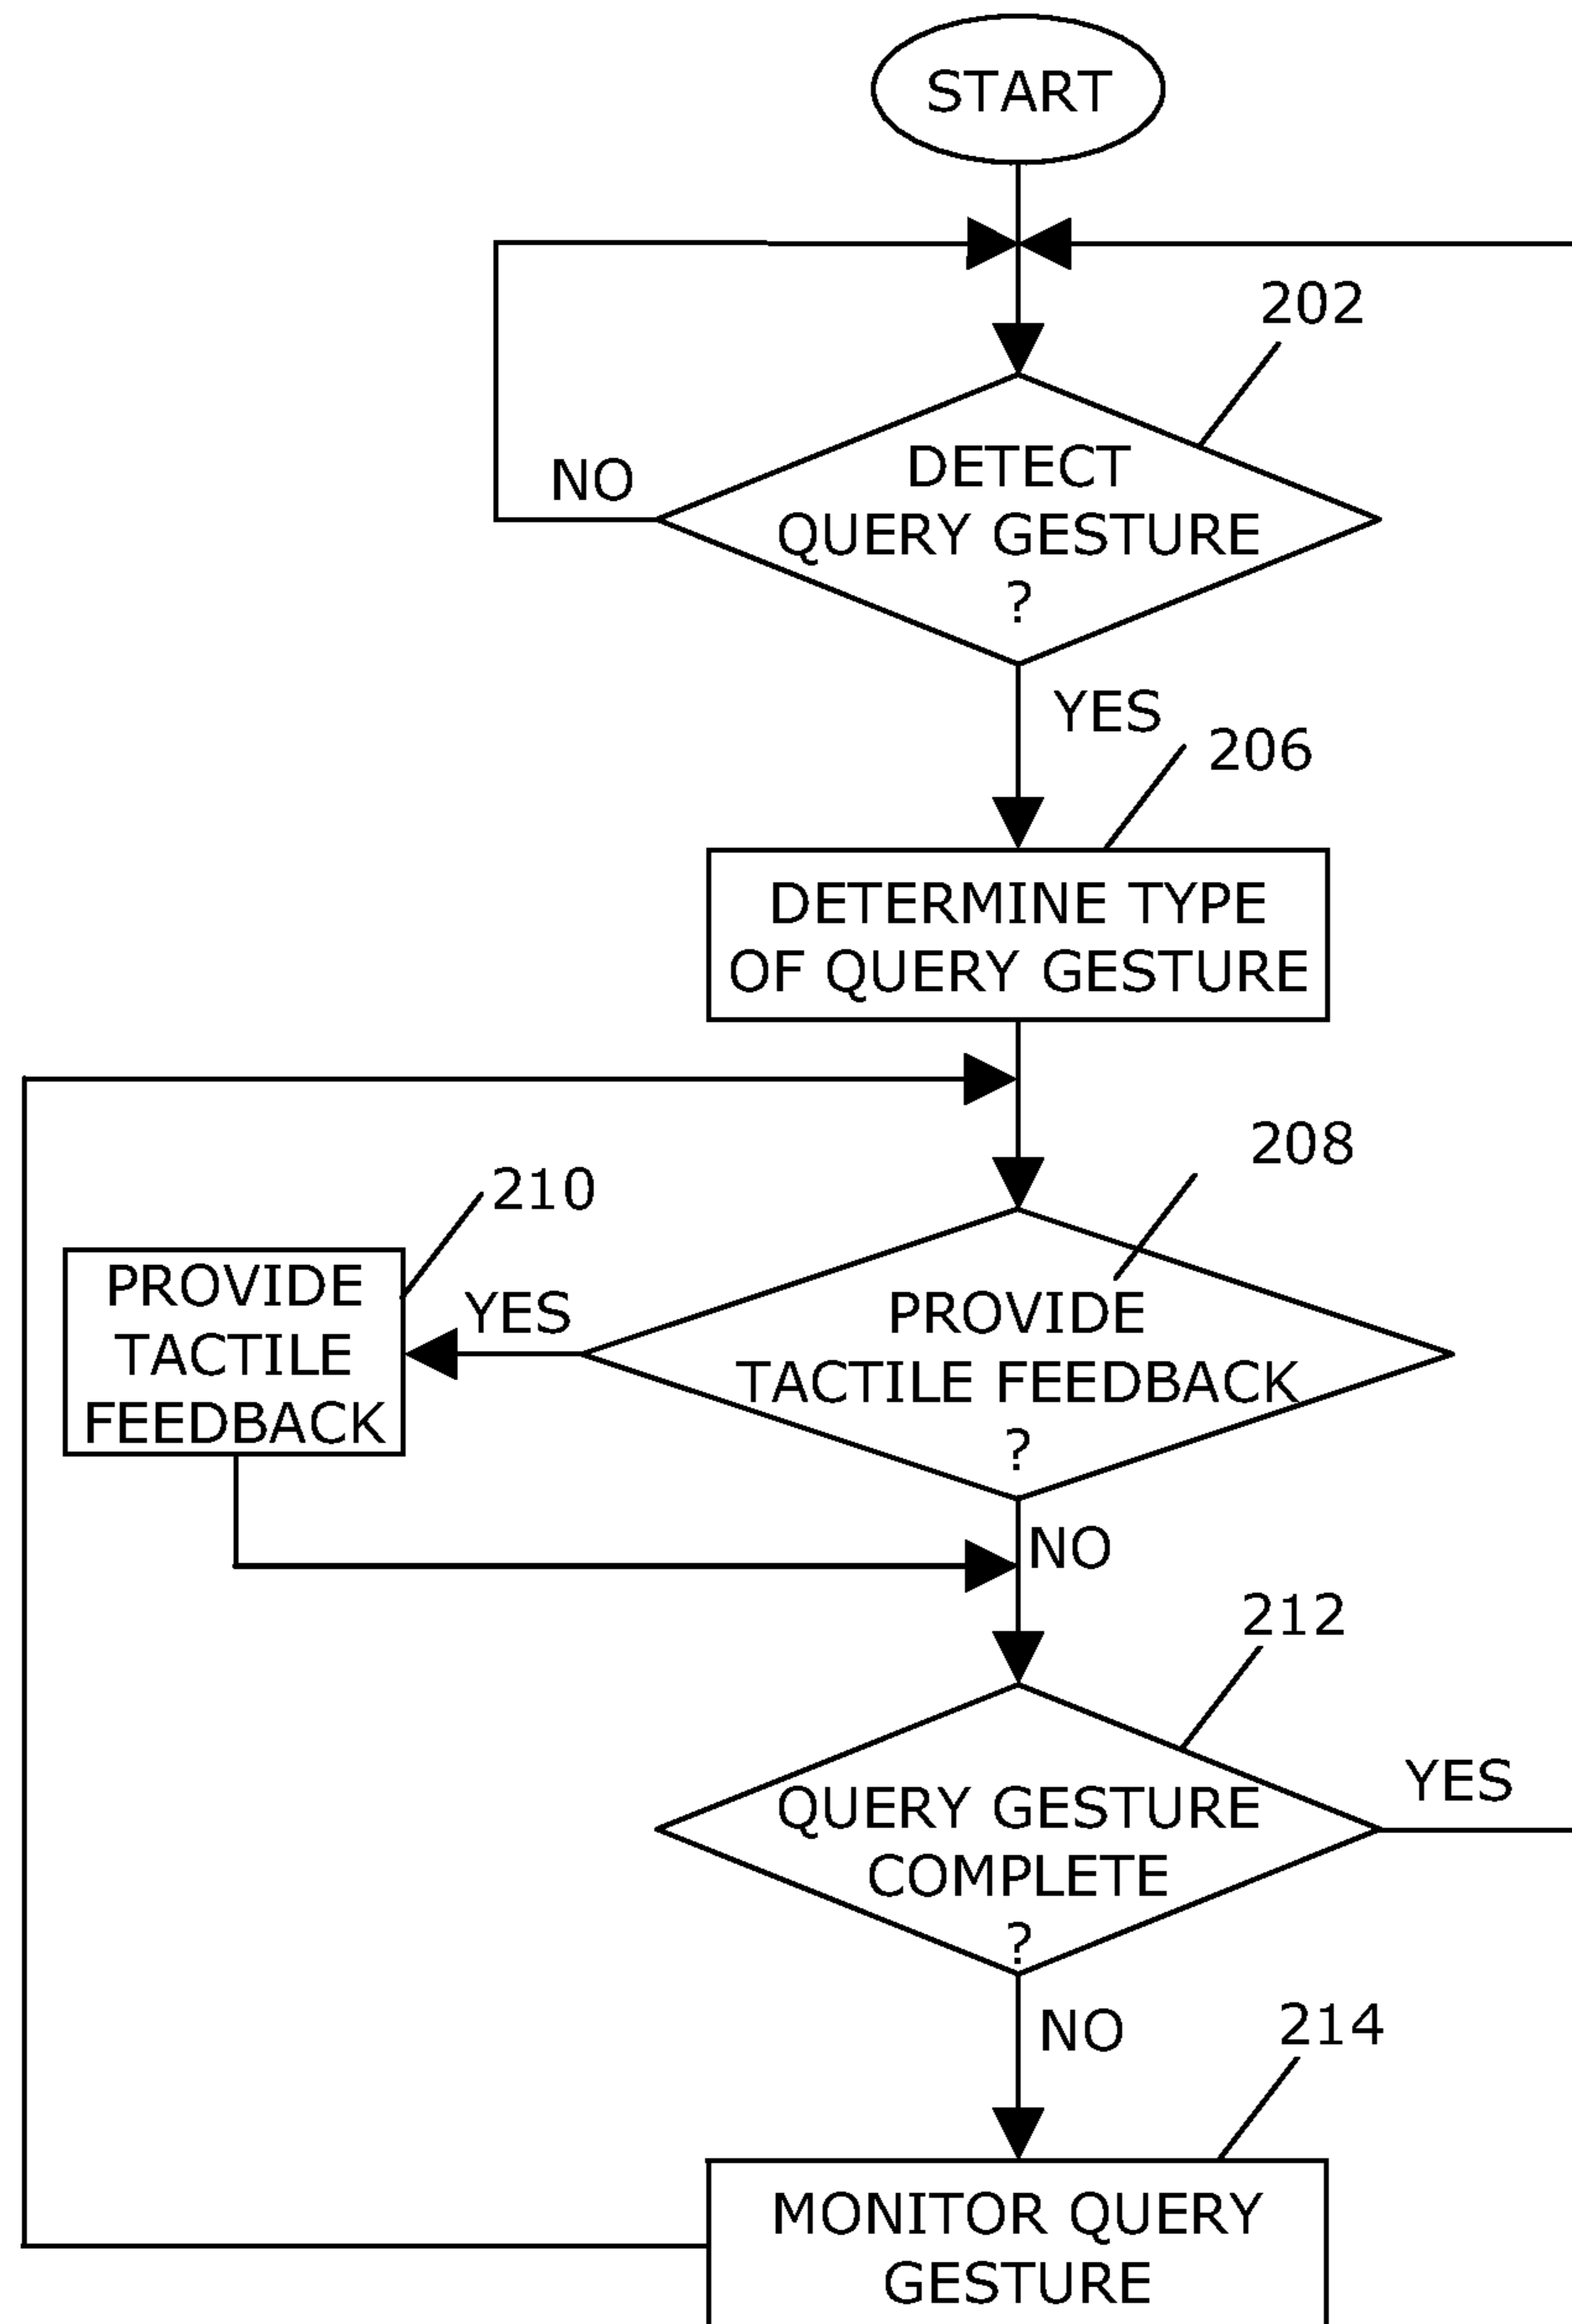 START
202
DETECT
QUERY GESTURE
?
NO
YES
206
DETERMINE TYPE
OF QUERY GESTURE
208
210
PROVIDE
TACTILE
FEEDBACK
YES
PROVIDE
TACTILE FEEDBACK
?
NO
212
QUERY GESTURE
COMPLETE
?
YES
NO
214
MONITOR QUERY
GESTURE